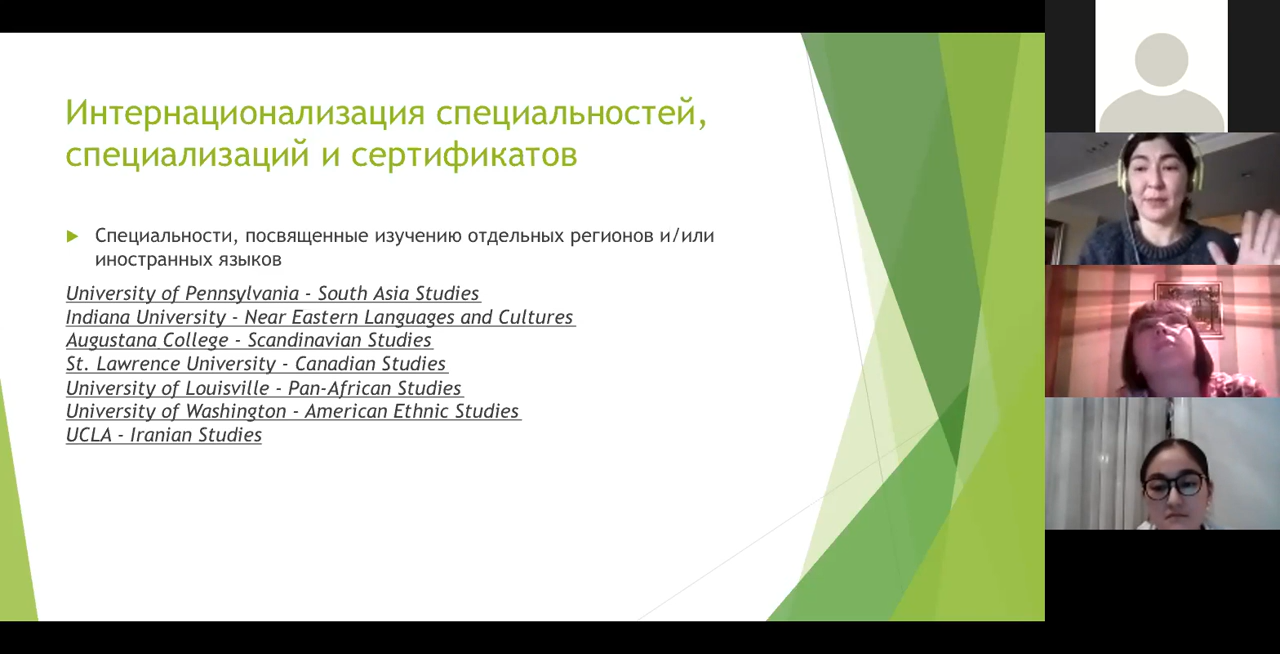 Интернационализация специальностей,
специализаций и сертификатов
Специальности, посвященные изучению отдельных регионов и/или
иностранных языков
University of Pennsylvania - South Asia Studies
Indiana University - Near Eastern Languages and Cultures
Augustana College - Scandinavian Studies
St. Lawrence University - Canadian Studies
University of Louisville - Pan-African Studies
University of Washington - American Ethnic Studies
UCLA - Iranian Studies